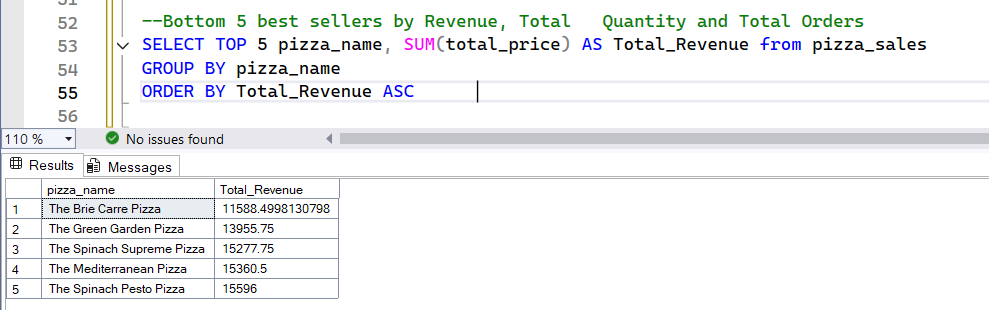 51
52 --Bottom 5 best sellers by Revenue, Total   Quantity and Total Orders
53 SELECT TOP 5 pizza_name, SUM(total_price) AS Total_Revenue from pizza_sales
54 GROUP BY pizza_name
55 ORDER BY Total_Revenue ASC
56
110 % No issues found
Results Messages
pizza_name Total_Revenue
1 The Brie Carre Pizza 11588.4998130798
2 The Green Garden Pizza 13955.75
3 The Spinach Supreme Pizza 15277.75
4 The Mediterranean Pizza 15360.5
5 The Spinach Pesto Pizza 15596